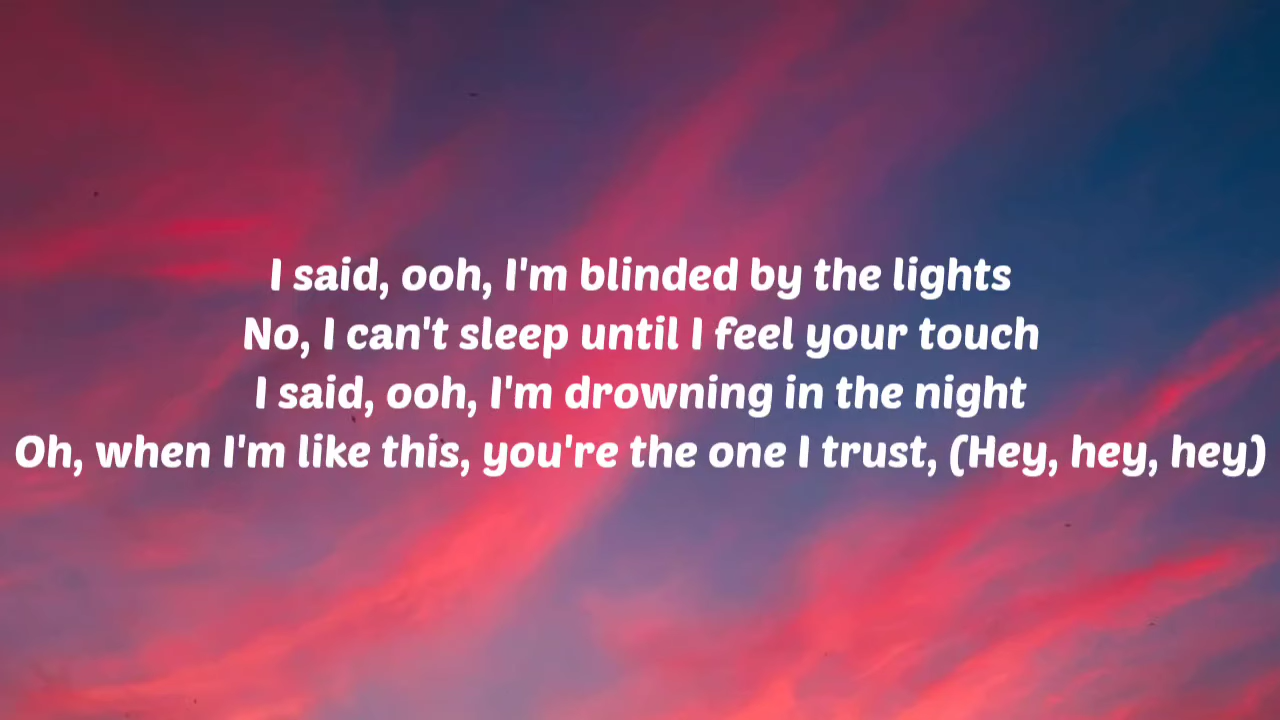 I said, ooh, I'm blinded by the lights
No, I can't sleep until I feel your touch
I said, ooh, I'm drowning in the night
Oh, when I'm like this, you're the one I trust, (Hey, hey, hey)